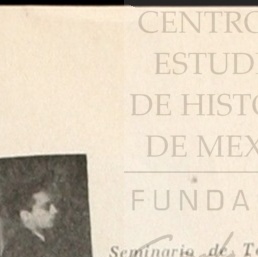 CENTRO
ESTUD
DE HISTO
DE MEX
FUNDA
Seminario de T